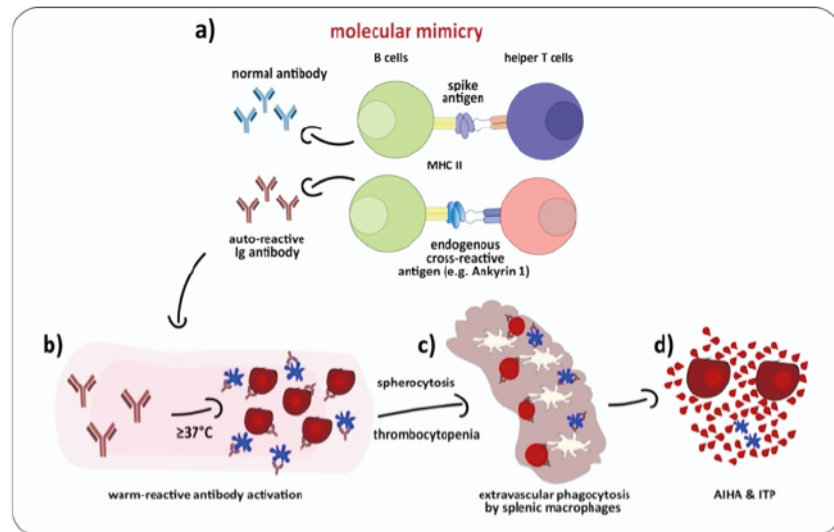 a)
molecular mimicry
B cells
helper T cells
normal antibody
spike
antigen
MHC II
auto-reactive
Ig antibody
endogenous
cross-reactive
antigen (e.g. Ankyrin 1)
b)
≥37°C
warm-reactive antibody activation
spherocytosis
thrombocytopenia
c)
extravascular phagocytosis
by splenic macrophages
d)
AIHA & ITP